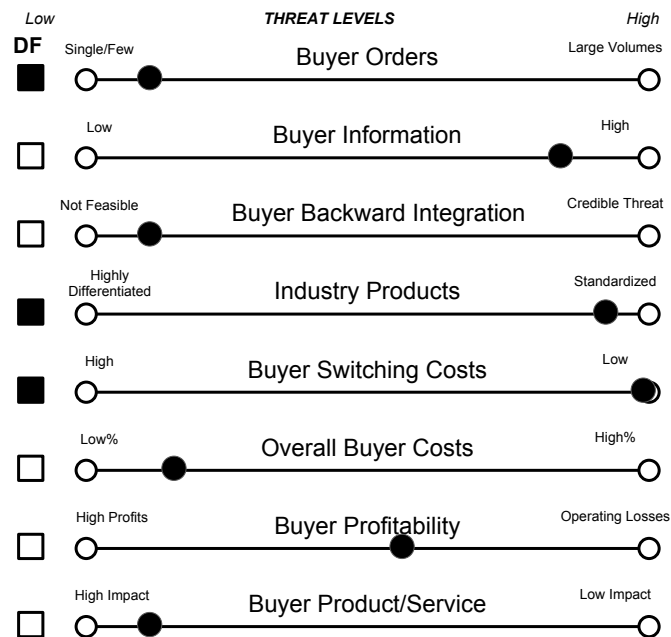 Low THREAT LEVELS High
DF
Single/Few Buyer Orders Large Volumes
Low Buyer Information High
Not Feasible Buyer Backward Integration Credible Threat
Highly
Differentiated Industry Products Standardized
High Buyer Switching Costs Low
Low% Overall Buyer Costs High%
High Profits Buyer Profitability Operating Losses
High Impact Buyer Product/Service Low Impact